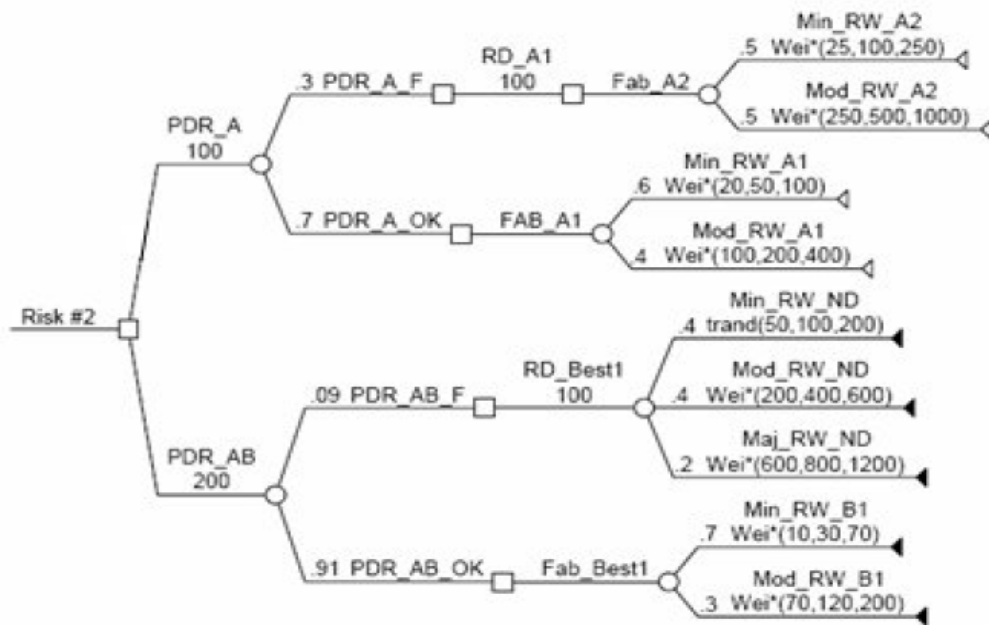 Risk #2
PDR_A
100
.3 PDR_A_F
RD_A1
100
Fab_A2
Min_RW_A2
.5 Wei*(25,100,250)
Mod_RW_A2
.5 Wei*(250,500,1000)
.7 PDR_A_OK
FAB_A1
Min_RW_A1
.6 Wei*(20,50,100)
Mod_RW_A1
.4 Wei*(100,200,400)
PDR_AB
200
.09 PDR_AB_F
RD_Best1
100
Min_RW_ND
.4 trand(50,100,200)
Mod_RW_ND
.4 Wei*(200,400,600)
Maj_RW_ND
.2 Wei*(600,800,1200)
.91 PDR_AB_OK
Fab_Best1
Min_RW_B1
.7 Wei*(10,30,70)
Mod_RW_B1
.3 Wei*(70,120,200)